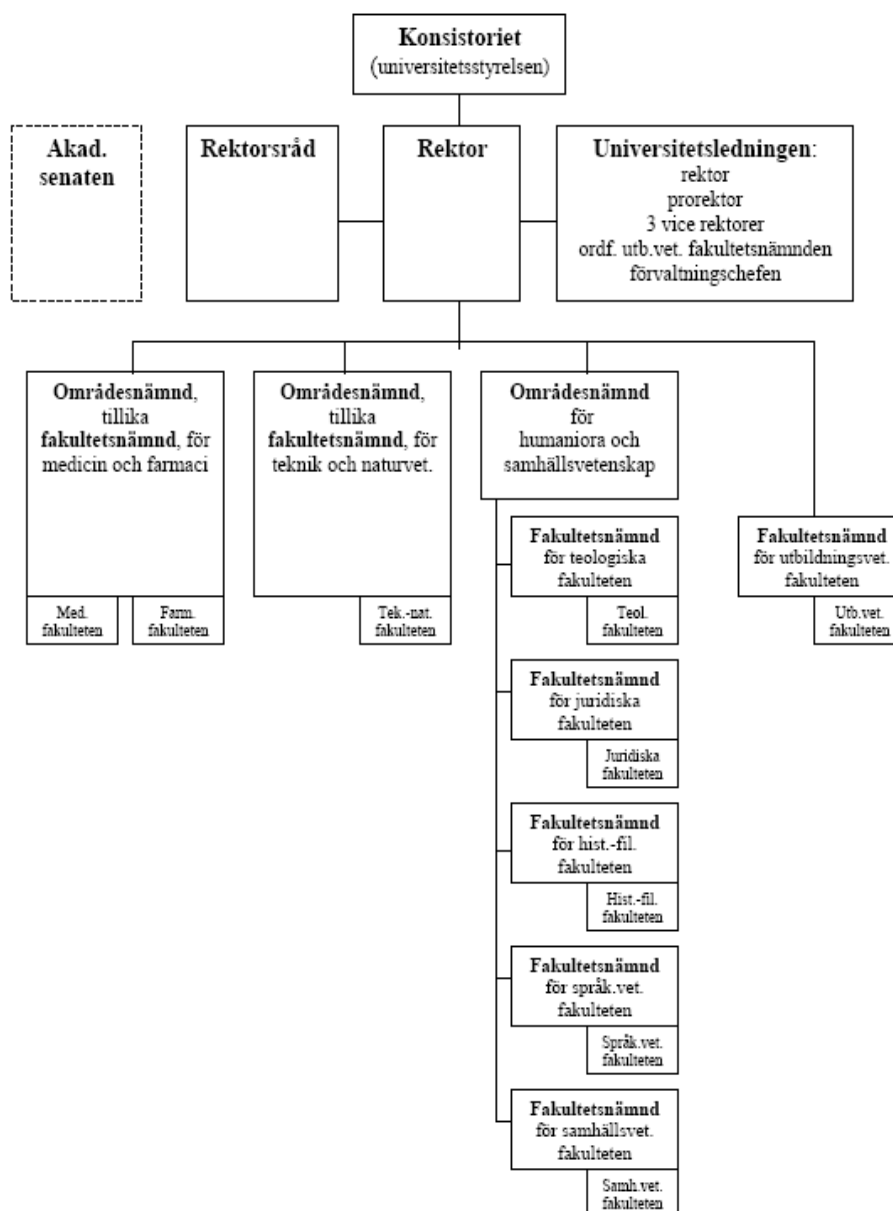 Konsistoriet
(universitetsstyrelsen)
Akad.
senaten
Rektorsråd
Rektor
Universitetsledningen:
rektor
prorektor
3 vice rektorer
ordf. utb.vet. fakultetsnämnden
förvaltningschefen
Områdesnämnd,
tillika
fakultetsnämnd, för
medicin och farmaci
Med.
fakulteten
Farm.
fakulteten
Områdesnämnd,
tillika
fakultetsnämnd, för
teknik och naturvet.
Tek.-nat.
fakulteten
Områdesnämnd
för
humaniora och
samhällsvetenskap
Fakultetsnämnd
för teologiska
fakulteten
Teol.
fakulteten
Fakultetsnämnd
för juridiska
fakulteten
Juridiska
fakulteten
Fakultetsnämnd
för hist.-fil.
fakulteten
Hist.-fil.
fakulteten
Fakultetsnämnd
för språk.vet.
fakulteten
Språk.vet.
fakulteten
Fakultetsnämnd
för samhällsvet.
fakulteten
Samh.vet.
fakulteten
Fakultetsnämnd
för utbildningsvet.
fakulteten
Utb.vet.
fakulteten